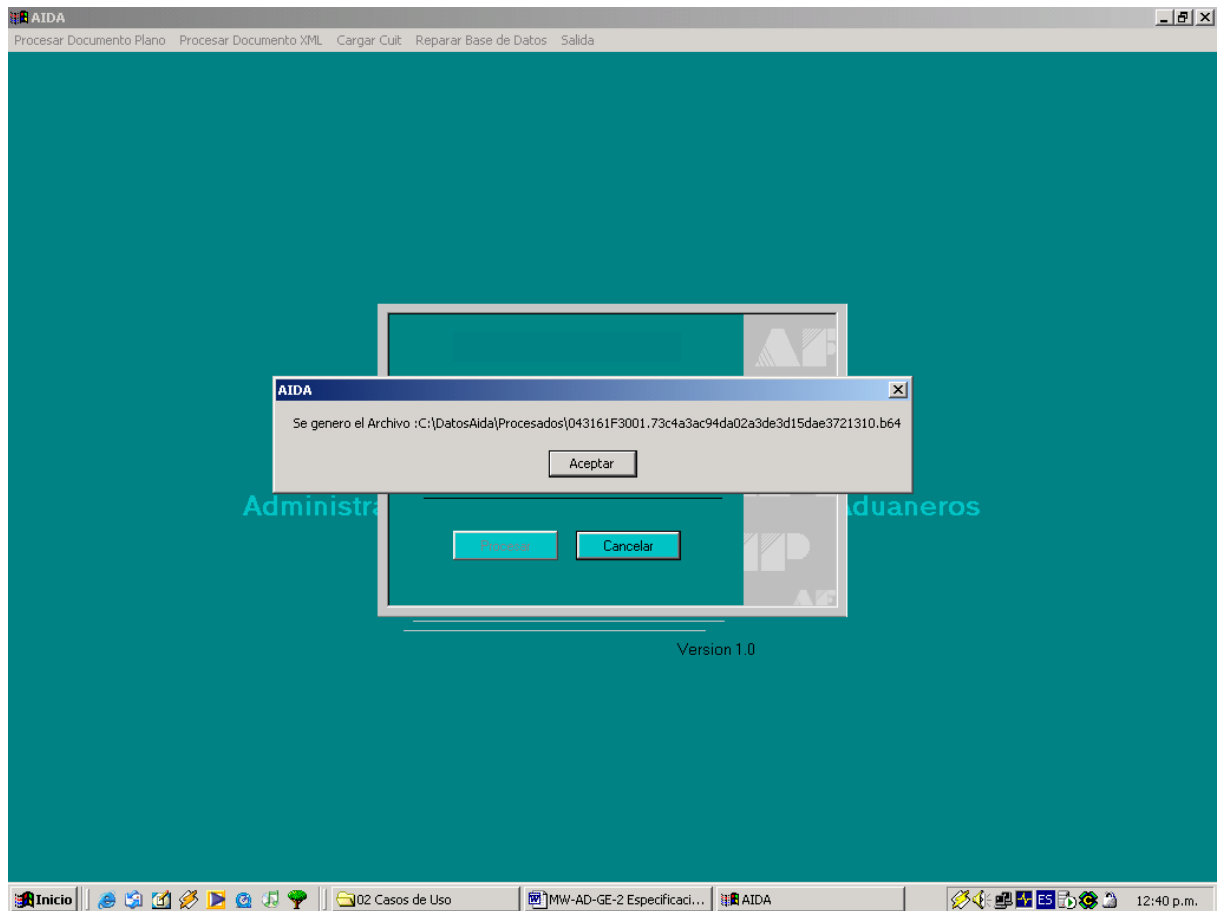 AIDA
Procesar Documento Plano Procesar Documento XML Cargar Cuit Reparar Base de Datos Salida
AIDA
Se genero el Archivo :C:\DatosAida\Procesados\043161F3001.73c4a3ac94da02a3de3d15dae3721310.b64
Aceptar
Aduaneros
Procesar Cancelar
Version 1.0
Inicio 02 Casos de Uso MW-AD-GE-2 Especificaci... AIDA ES 12:40 p.m.